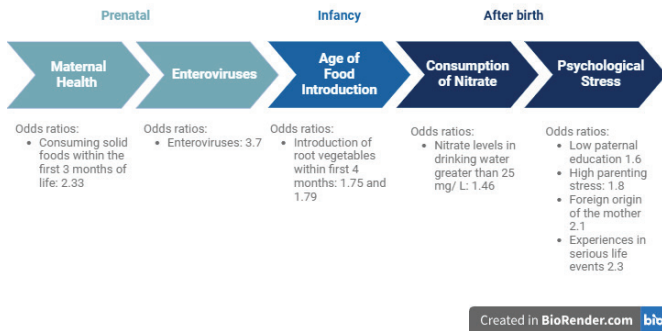 Prenatal
Infancy
After birth
Maternal
Health
Enteroviruses
Age of
Food
Introduction
Consumption
of Nitrate
Psychological
Stress
Odds ratios:
• Consuming solid
foods within the
first 3 months of
life: 2.33
Odds ratios:
• Enteroviruses: 3.7
Odds ratios:
• Introduction of
root vegetables
within first 4
months: 1.75 and
1.79
Odds ratios:
• Nitrate levels in
drinking water
greater than 25
mg/ L: 1.46
Odds ratios:
• Low paternal
education 1.6
• High parenting
stress: 1.8
• Foreign origin
of the mother
2.1
• Experiences in
serious life
events 2.3
Created in BioRender.com
bio